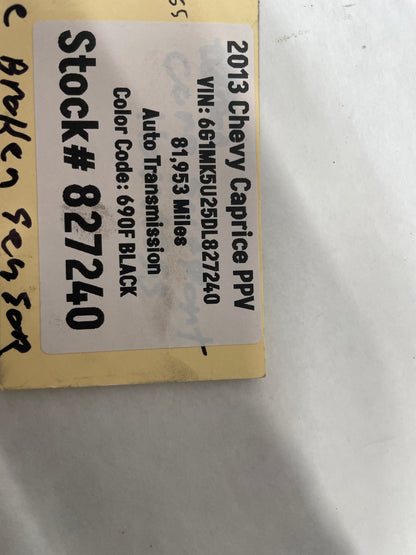 2013 Chevy Caprice PPV
VIN: 6G1MK5U25DL827240
81,953 Miles
Auto Transmission
Color Code: 690F BLACK
Stock# 827240
Broken Sensor